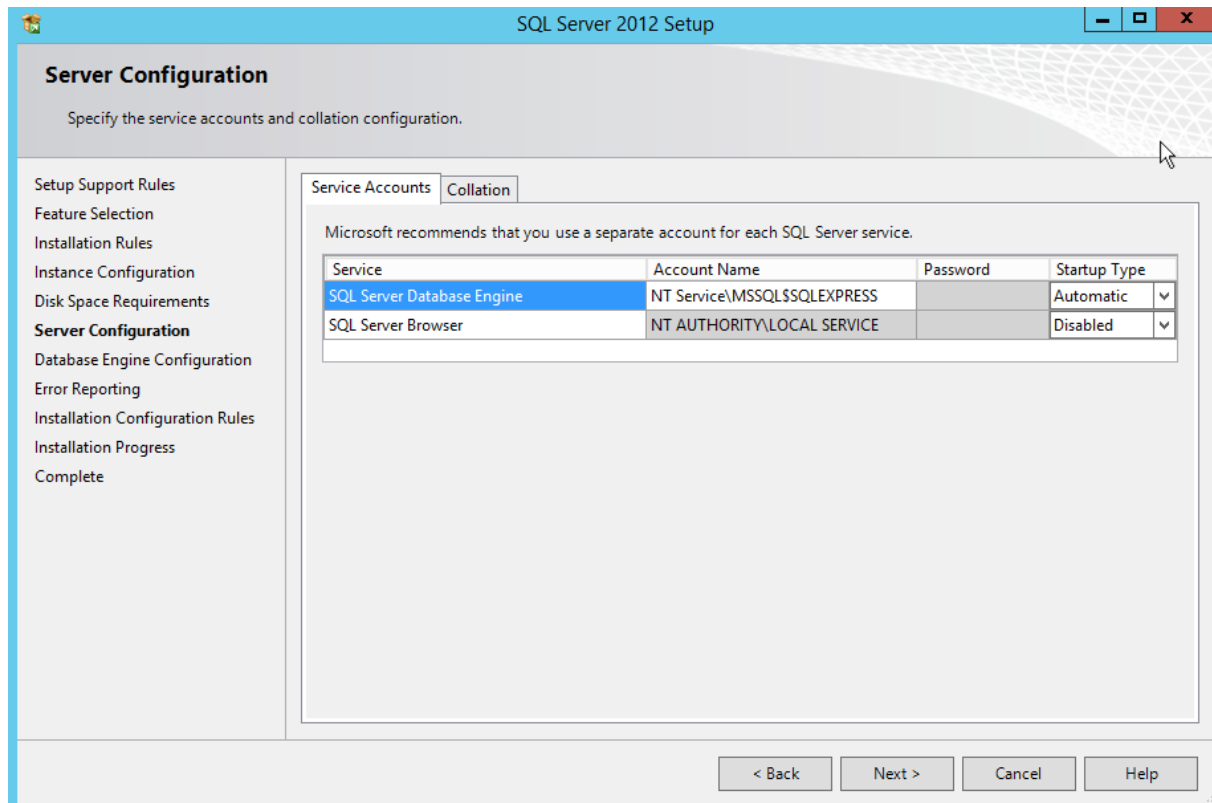 SQL Server 2012 Setup
Server Configuration
Specify the service accounts and collation configuration.
Setup Support Rules
Feature Selection
Installation Rules
Instance Configuration
Disk Space Requirements
Server Configuration
Database Engine Configuration
Error Reporting
Installation Configuration Rules
Installation Progress
Complete
Service Accounts Collation
Microsoft recommends that you use a separate account for each SQL Server service.
Service Account Name Password Startup Type
SQL Server Database Engine NT Service\MSSQL$SQLEXPRESS Automatic
SQL Server Browser NT AUTHORITY\LOCAL SERVICE Disabled
< Back Next > Cancel Help